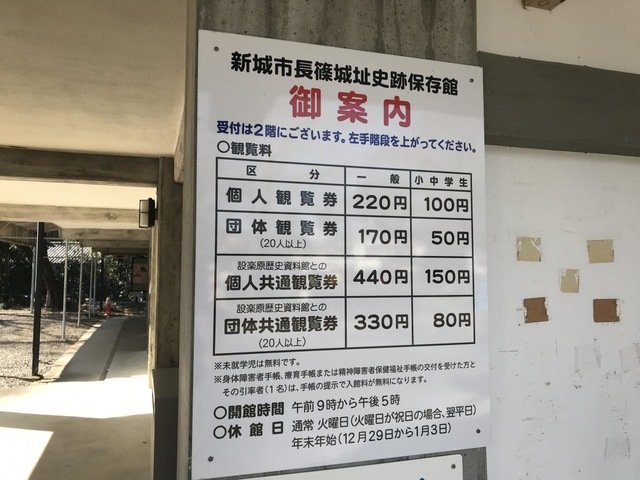 新城市長篠城址史跡保存館
御案内
受付は2階にございます。左手階段を上がってください。
○観覧料
区分 一般 小中学生
個人観覧券 220円 100円
団体観覧券 170円 50円
(20人以上)
設楽原歴史資料館との
個人共通観覧券 440円 150円
設楽原歴史資料館との
団体共通観覧券 330円 80円
(20人以上)
※未就学児は無料です。
※身体障害者手帳、療育手帳または精神障害者保健福祉手帳の交付を受けた方と
その引率者(1名)は、手帳の提示で入館料が無料になります。
○開館時間 午前9時から午後5時
○休館日 通常 火曜日(火曜日が祝日の場合、翌平日)
年末年始(12月29日から1月3日)